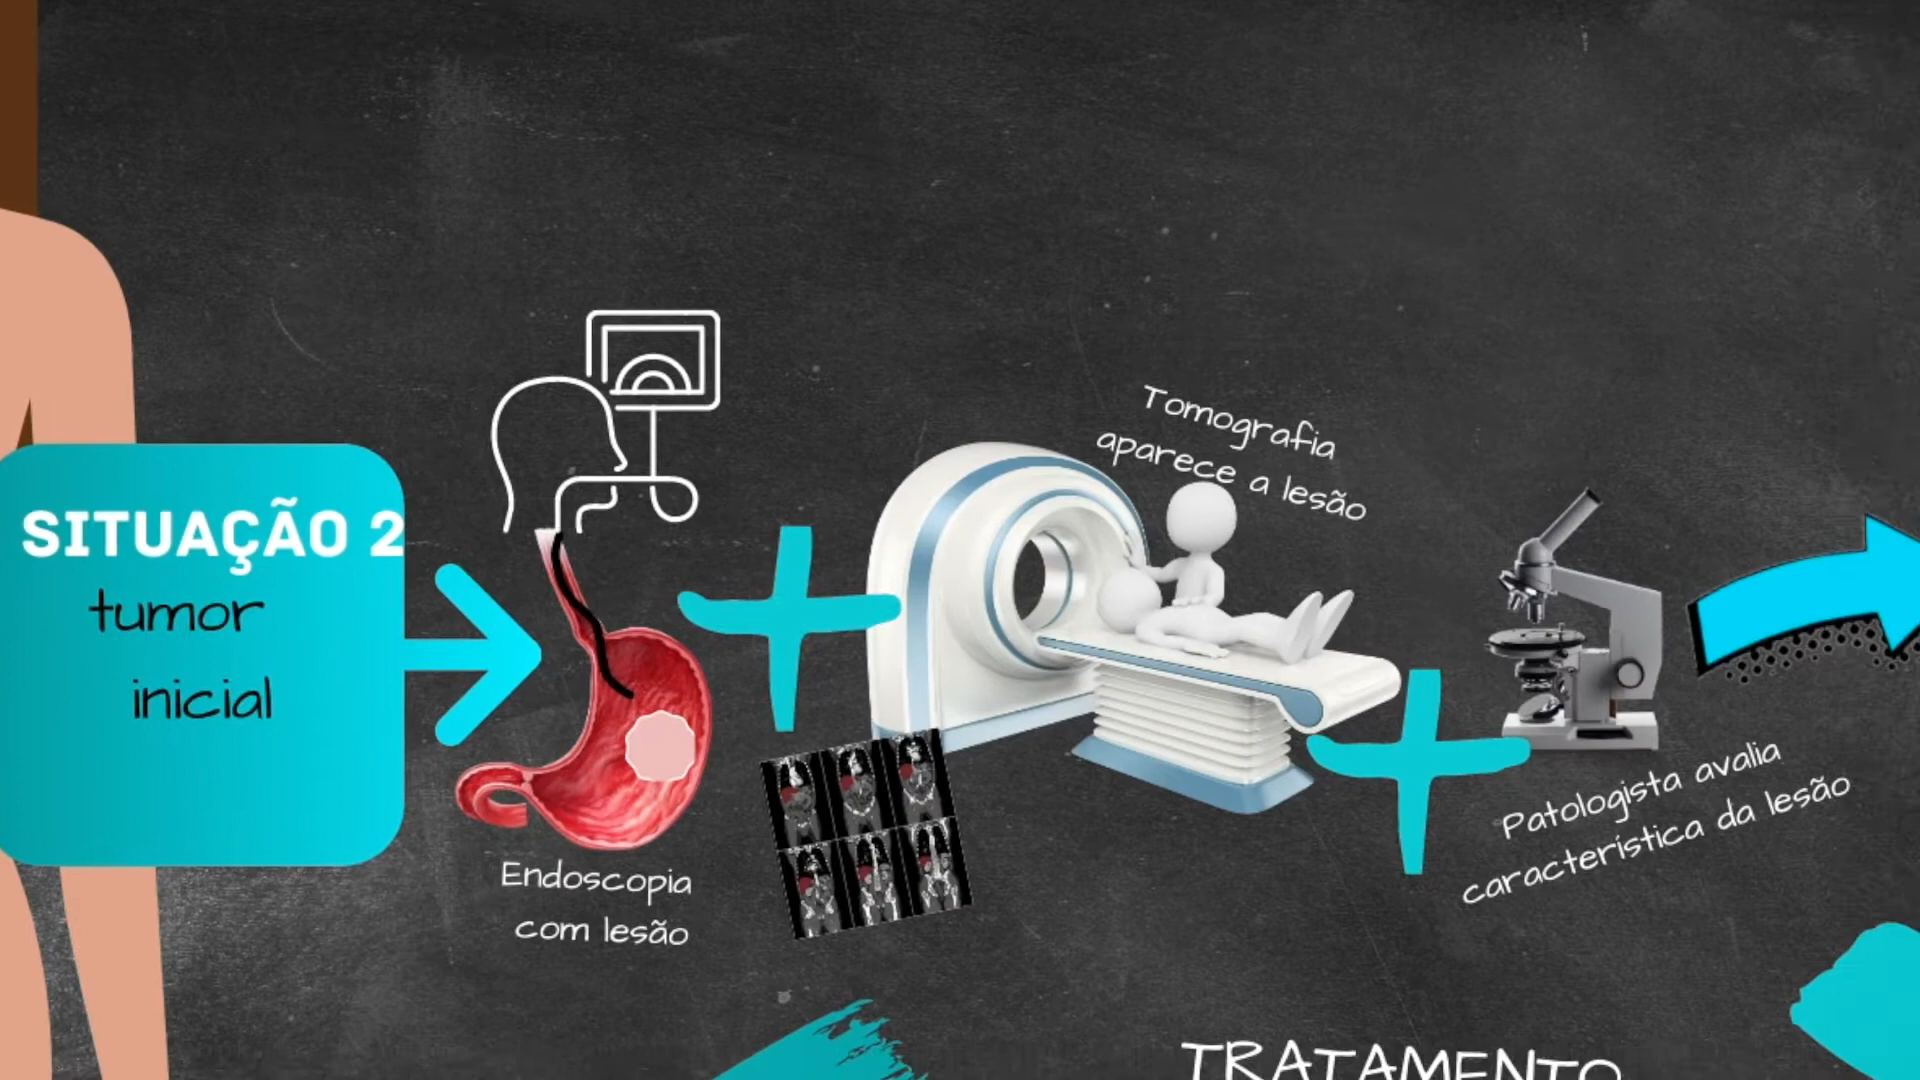 SITUAÇÃO 2
tumor
inicial
Endoscopia
com lesão
Tomografia
aparece a lesão
Patologista avalia
característica da lesão
TRATAMENTO